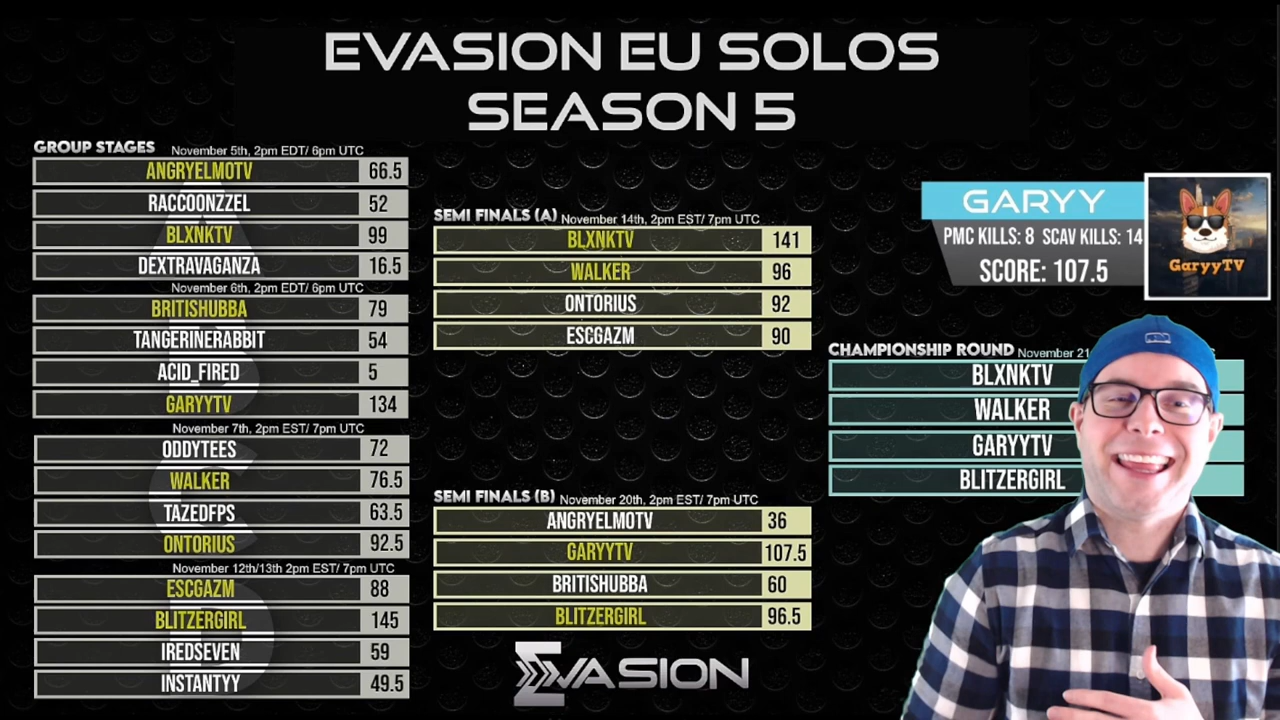 EVASION EU SOLOS
SEASON 5
GROUP STAGES November 5th, 2pm EDT/ 6pm UTC
ANGRYELMOTV 66.5
RACCOONZZEL 52
BLXNKTV 99
DEXTRAVAGANZA 16.5
November 6th, 2pm EDT/ 6pm UTC
BRITISHUBBA 79
TANGERINERABBIT 54
ACID_FIRED 5
GARYYTV 134
November 7th, 2pm EST/ 7pm UTC
ODDYTEES 72
WALKER 76.5
TAZEDFPS 63.5
ONTORIUS 92.5
November 12th/13th 2pm EST/ 7pm UTC
ESCGAZM 88
BLITZERGIRL 145
IREDSEVEN 59
INSTANTYY 49.5
SEMI FINALS (A) November 14th, 2pm EST/ 7pm UTC
BLXNKTV 141
WALKER 96
ONTORIUS 92
ESCGAZM 90
SEMI FINALS (B) November 20th, 2pm EST/ 7pm UTC
ANGRYELMOTV 36
GARYYTV 107.5
BRITISHUBBA 60
BLITZERGIRL 96.5
EVASION
GARYY
PMC KILLS: 8 SCAV KILLS: 14
SCORE: 107.5
GaryyTV
CHAMPIONSHIP ROUND November 21
BLXNKTV
WALKER
GARYYTV
BLITZERGIRL